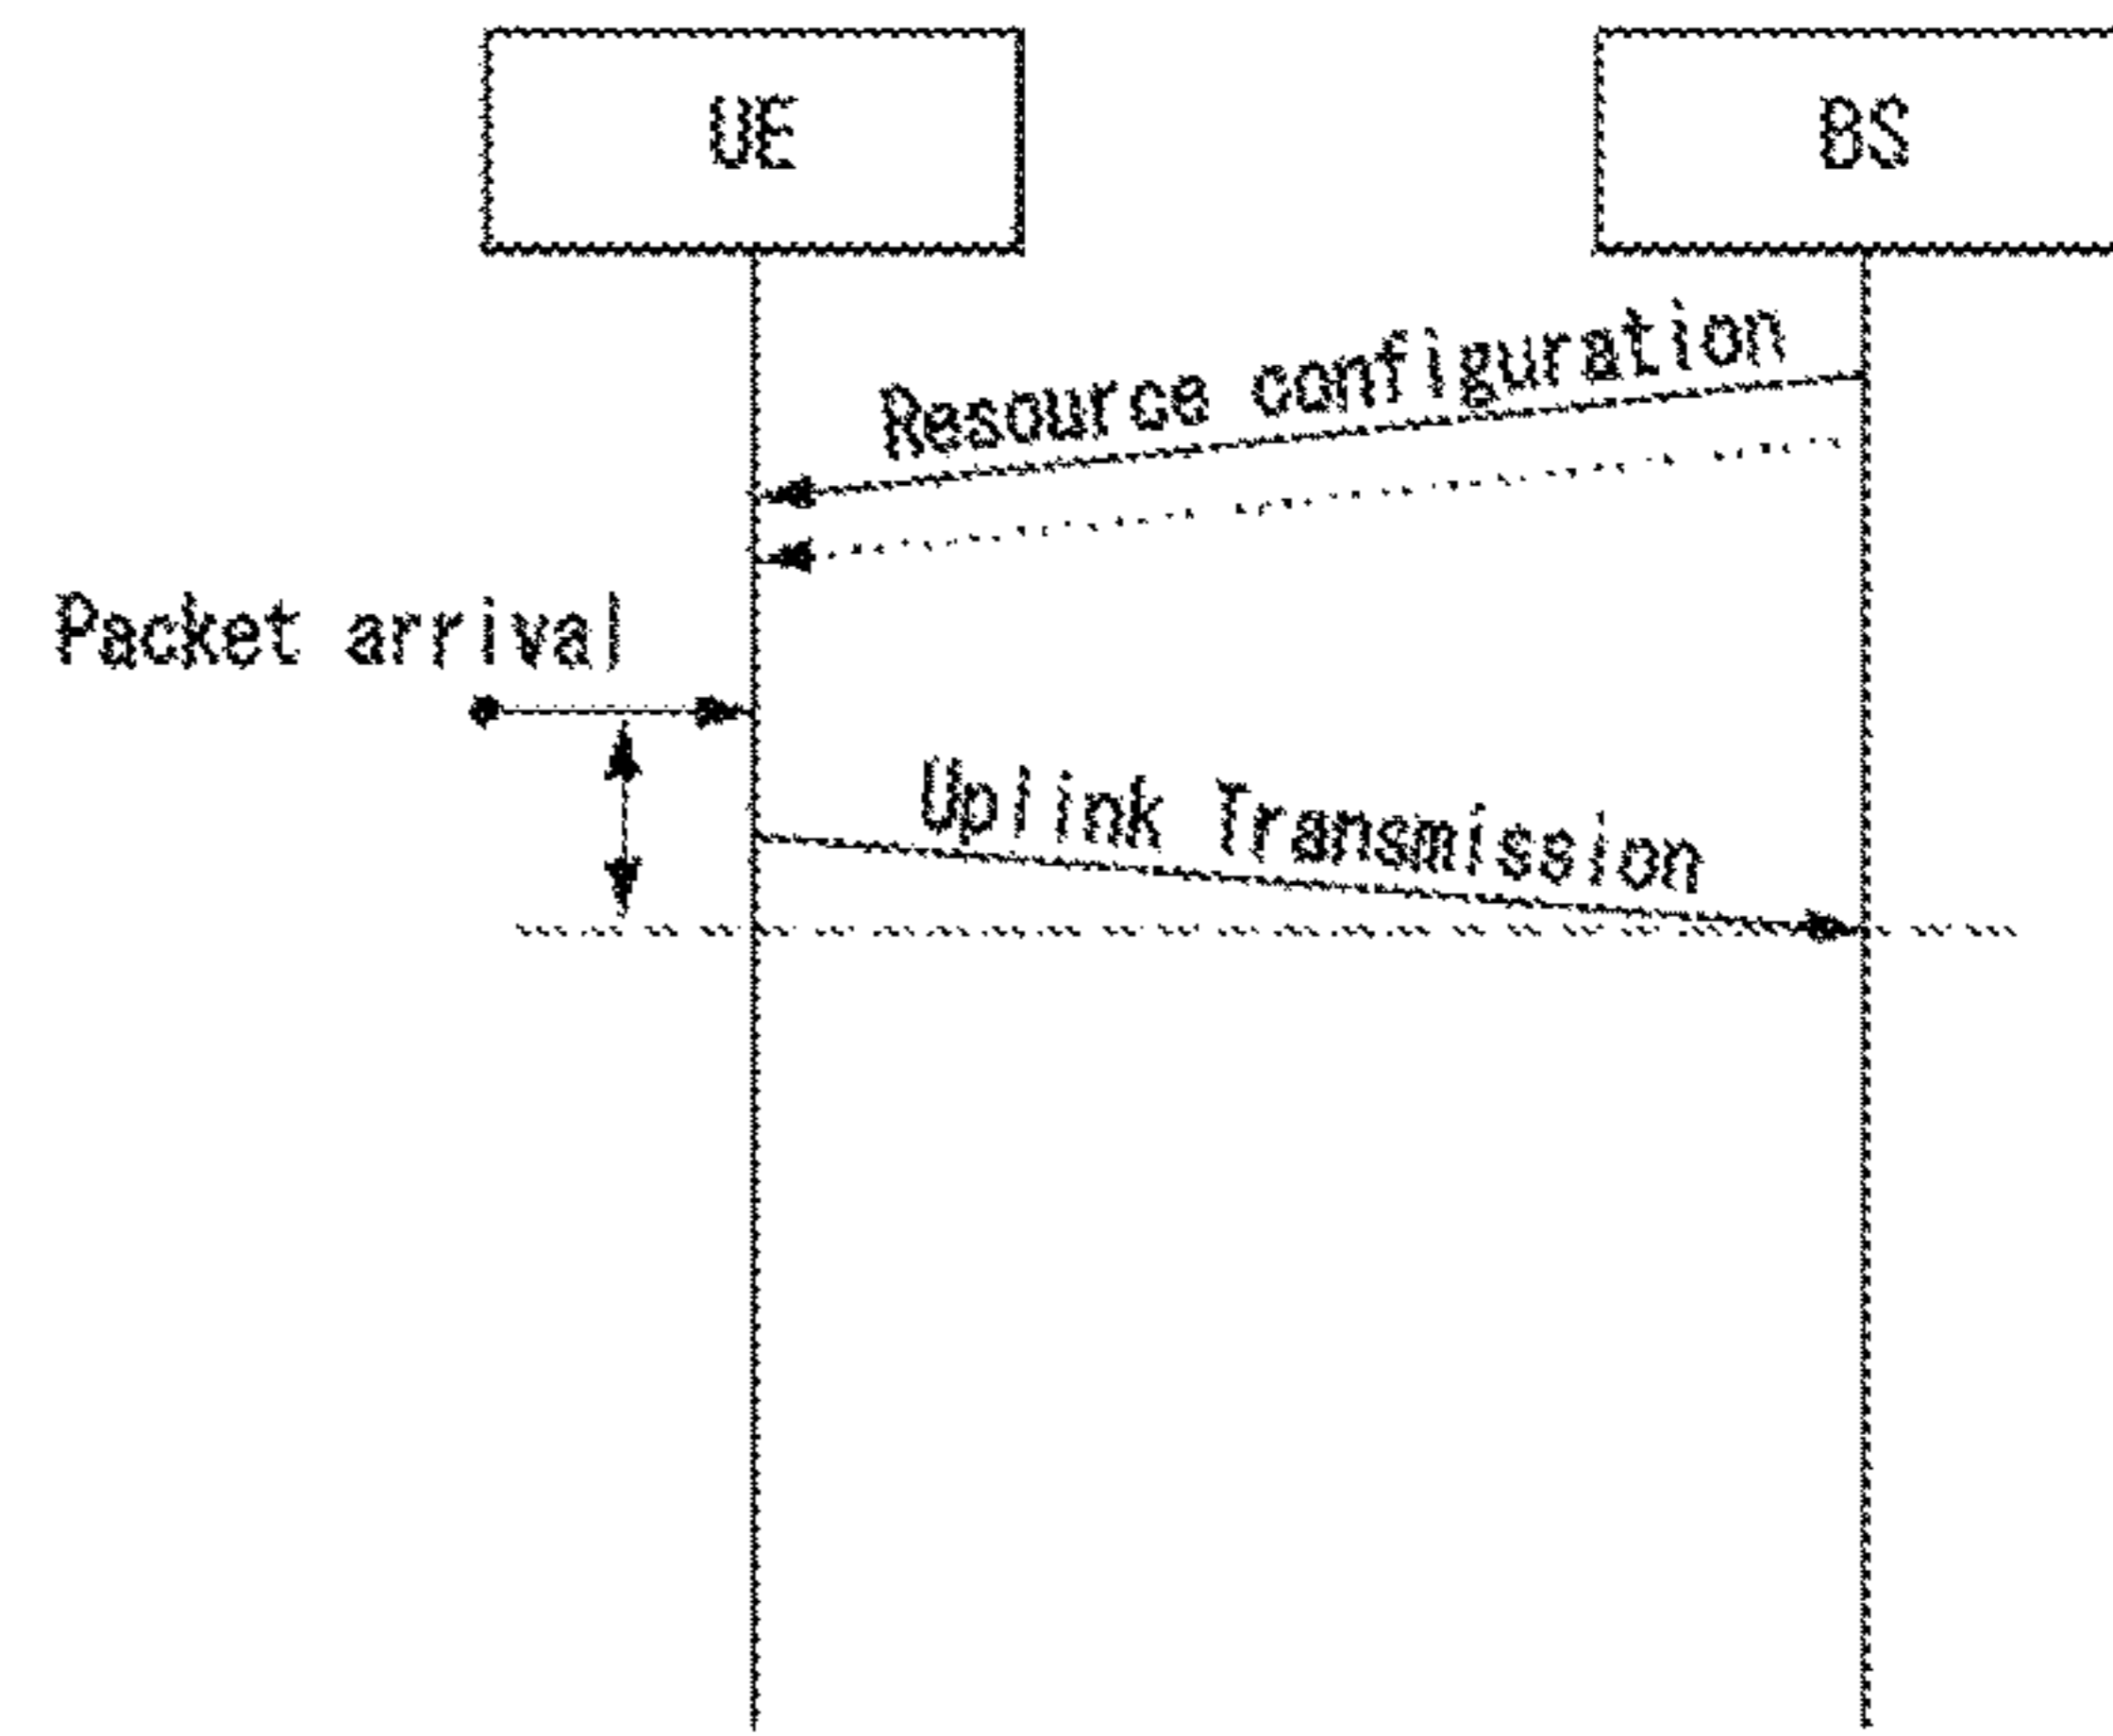 UE
BS
Resource configuration
Packet arrival
Uplink Transmission